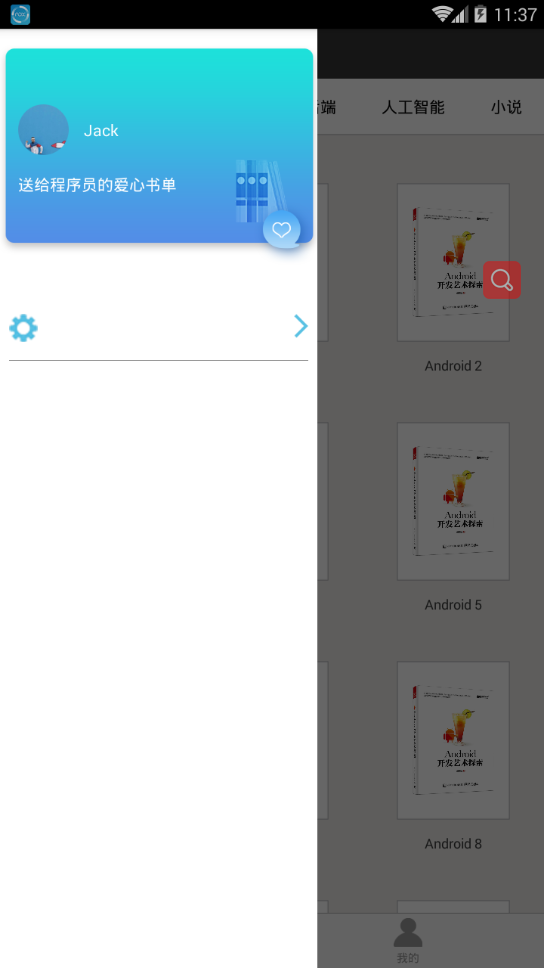 11:37
Jack
送给程序员的爱心书单
端
人工智能
小说
Android
开发艺术探索
Android 2
Android
开发艺术探索
Android 5
Android
开发艺术探索
Android 8
我的